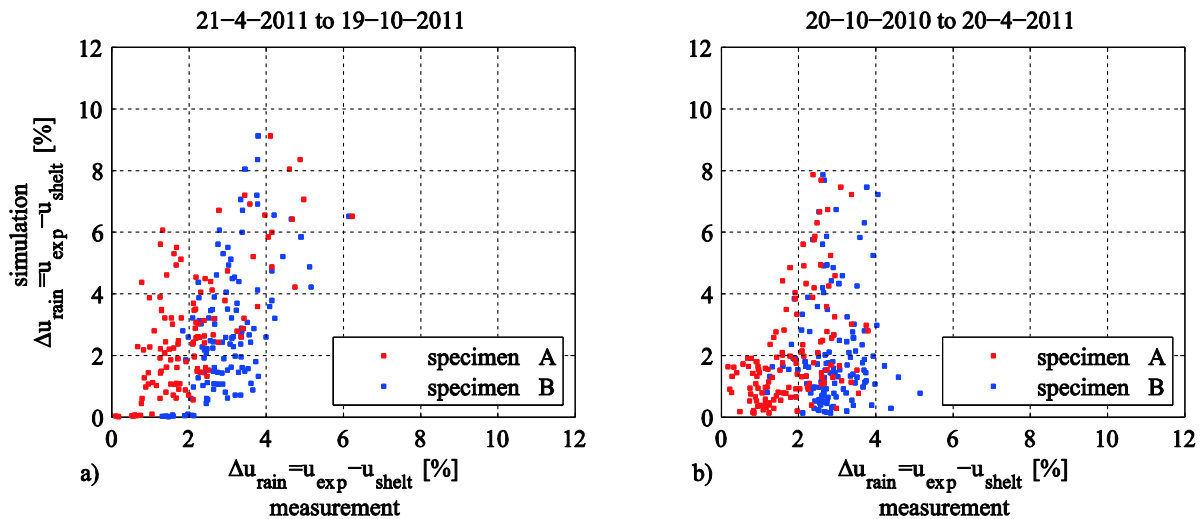 21−4−2011 to 19−10−2011
12
10
8
6
4
2
0
simulation
Δu_rain=u_exp−u_shelt [%]
specimen A
specimen B
0 2 4 6 8 10 12
a)
Δu_rain=u_exp−u_shelt [%]
measurement
20−10−2010 to 20−4−2011
12
10
8
6
4
2
0
specimen A
specimen B
0 2 4 6 8 10 12
b)
Δu_rain=u_exp−u_shelt [%]
measurement